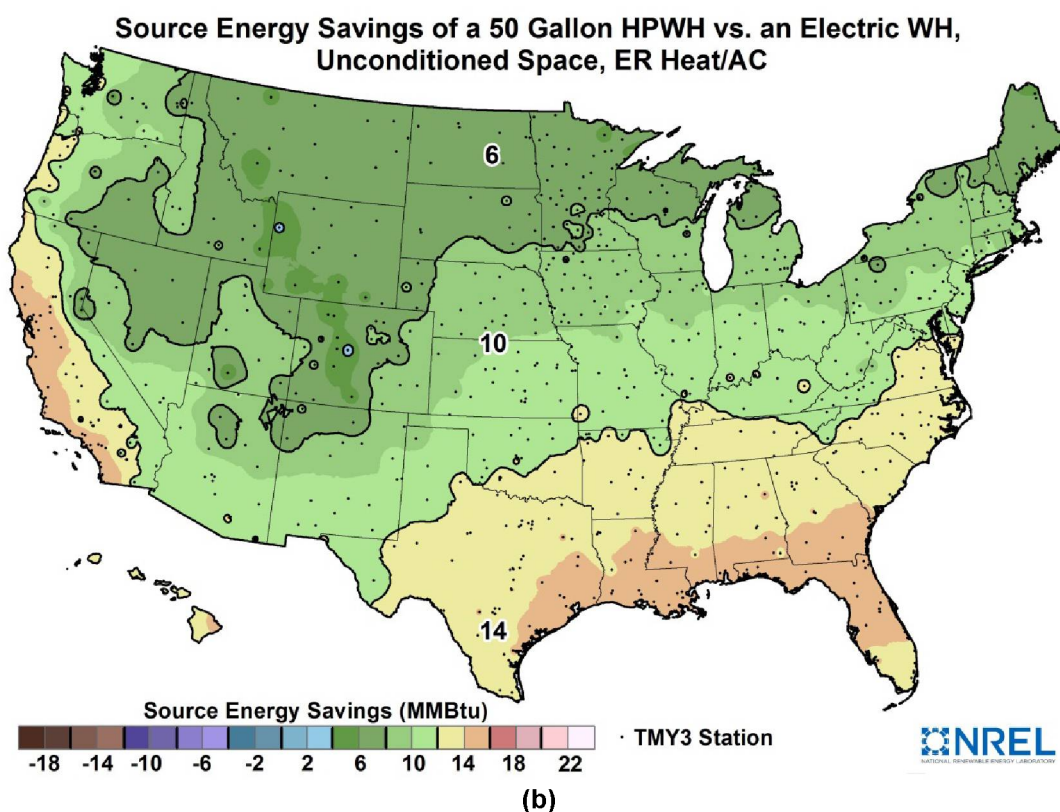 Source Energy Savings of a 50 Gallon HPWH vs. an Electric WH,
Unconditioned Space, ER Heat/AC
6
10
14
Source Energy Savings (MMBtu)
-18 -14 -10 -6 -2 2 6 10 14 18 22
· TMY3 Station
NREL
NATIONAL RENEWABLE ENERGY LABORATORY
(b)